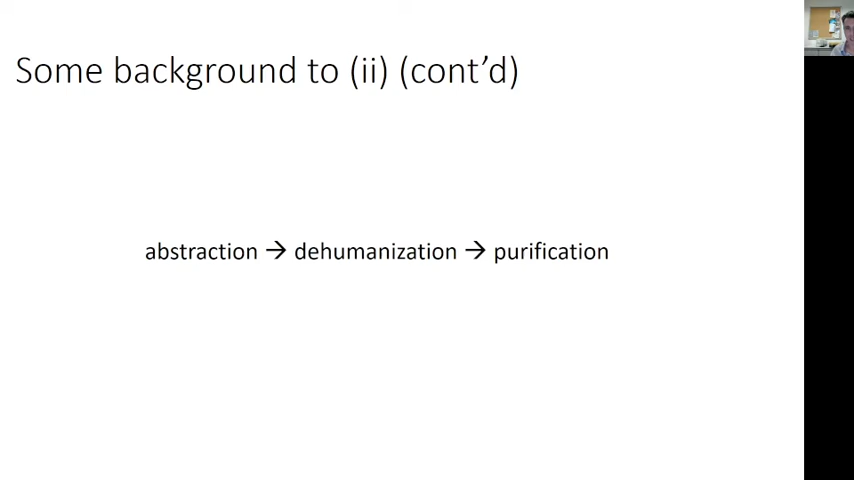 Some background to (ii) (cont’d)
abstraction → dehumanization → purification